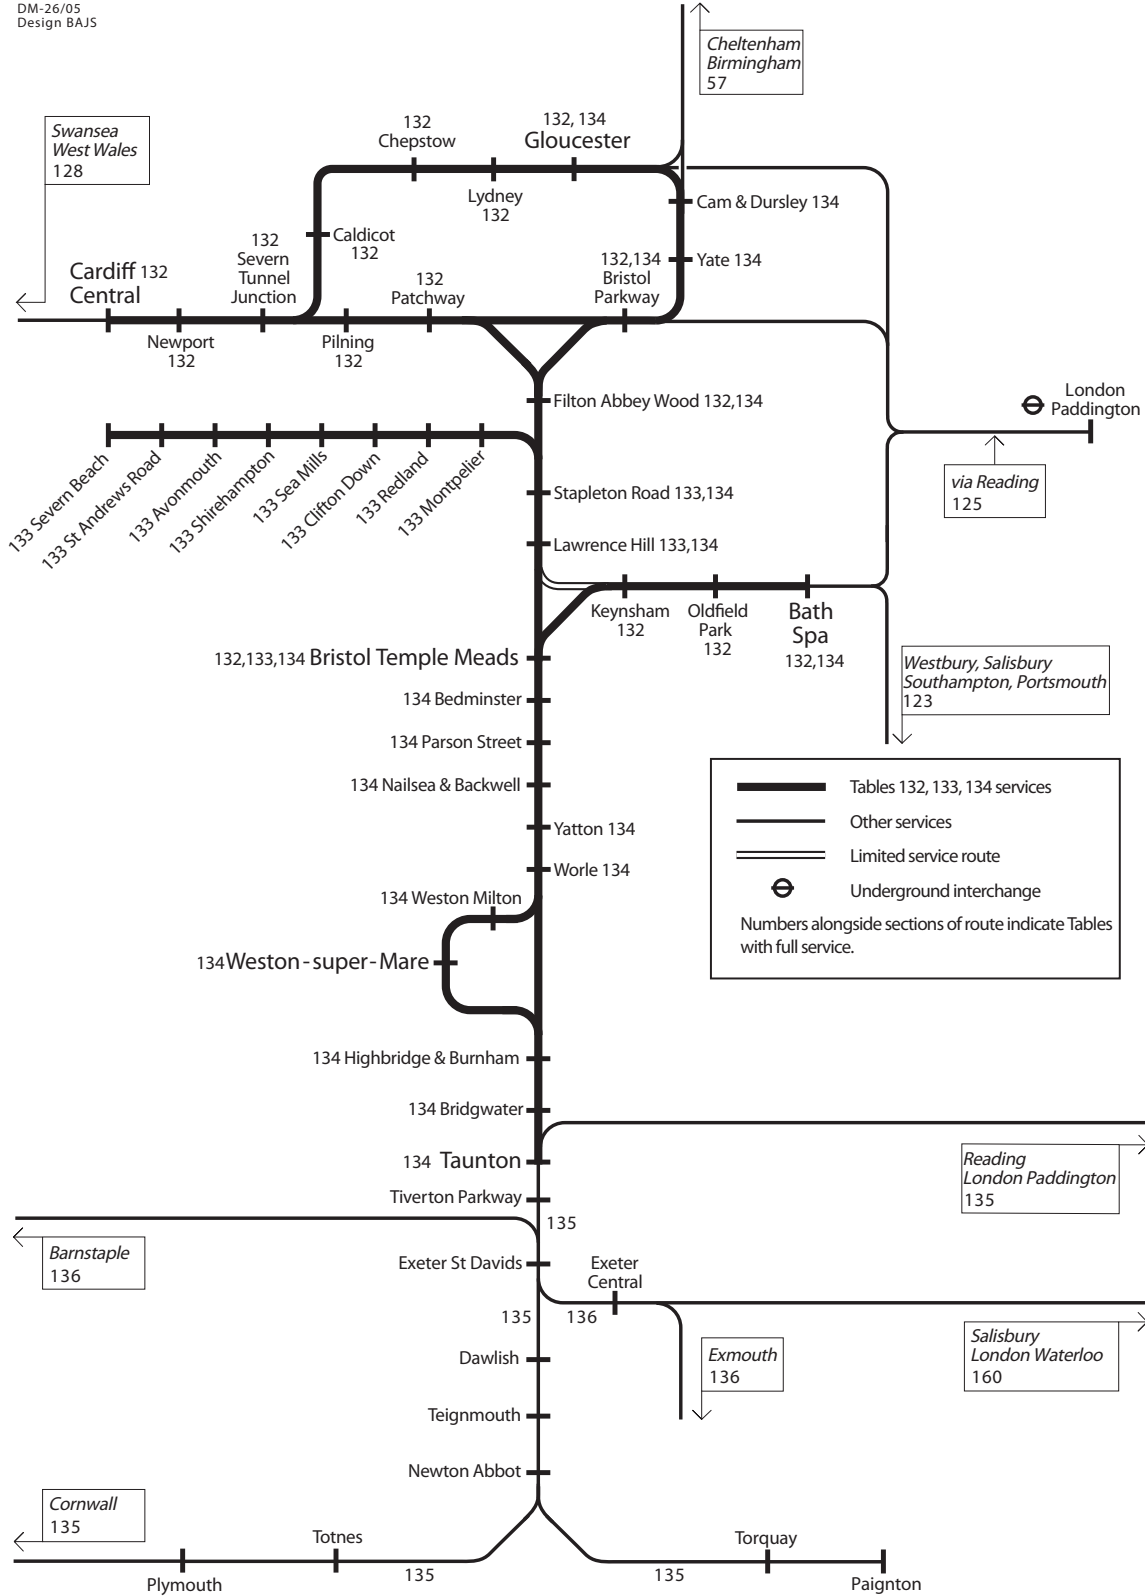 DM-26/05
Design BAJS
Cheltenham
Birmingham
57
Swansea
West Wales
128
132
Chepstow
132, 134
Gloucester
Lydney
132
Cam & Dursley 134
Caldicot
132
132
Severn
Tunnel
Junction
Cardiff 132
Central
132
Patchway
132,134
Bristol
Parkway
Yate 134
Newport
132
Pilning
132
Filton Abbey Wood 132,134
London
Paddington
via Reading
125
133 Severn Beach
133 St Andrews Road
133 Avonmouth
133 Shirehampton
133 Sea Mills
133 Clifton Down
133 Redland
133 Montpelier
Stapleton Road 133,134
Lawrence Hill 133,134
Keynsham
132
Oldfield
Park
132
Bath
Spa
132,134
132,133,134 Bristol Temple Meads
Westbury, Salisbury
Southampton, Portsmouth
123
134 Bedminster
134 Parson Street
134 Nailsea & Backwell
Yatton 134
Worle 134
Tables 132, 133, 134 services
Other services
Limited service route
Underground interchange
Numbers alongside sections of route indicate Tables
with full service.
134 Weston Milton
134 Weston-super-Mare
134 Highbridge & Burnham
134 Bridgwater
134 Taunton
Reading
London Paddington
135
Tiverton Parkway
135
Barnstaple
136
Exeter St Davids
Exeter
Central
135
136
Salisbury
London Waterloo
160
Exmouth
136
Dawlish
Teignmouth
Newton Abbot
Cornwall
135
Totnes
Torquay
135
135
Plymouth
Paignton